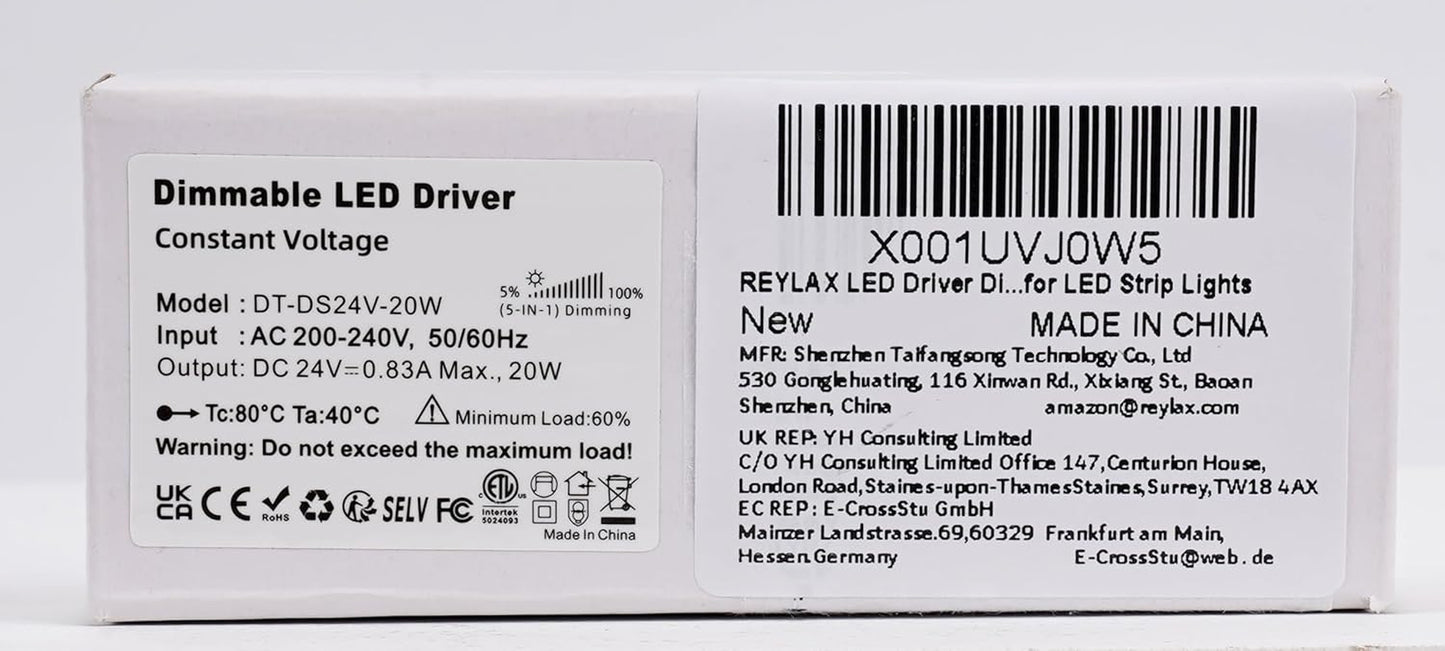 Dimmable LED Driver
Constant Voltage
5% 100%
(5-IN-1) Dimming
Model : DT-DS24V-20W
Input : AC 200-240V, 50/60Hz
Output: DC 24V⎓0.83A Max., 20W
Tc:80°C Ta:40°C Minimum Load:60%
Warning: Do not exceed the maximum load!
UK CA CE RoHS SELV FC c ETL us
Intertek
5024093
Made In China
X001UVJ0W5
REYLAX LED Driver Di...for LED Strip Lights
New MADE IN CHINA
MFR: Shenzhen Taifangsong Technology Co., Ltd
530 Gonglehuating, 116 Xinwan Rd., Xixiang St., Baoan
Shenzhen, China amazon@reylax.com
UK REP: YH Consulting Limited
C/O YH Consulting Limited Office 147,Centurion House,
London Road,Staines-upon-ThamesStaines,Surrey,TW18 4AX
EC REP: E-CrossStu GmbH
Mainzer Landstrasse.69,60329 Frankfurt am Main,
Hessen.Germany E-CrossStu@web.de